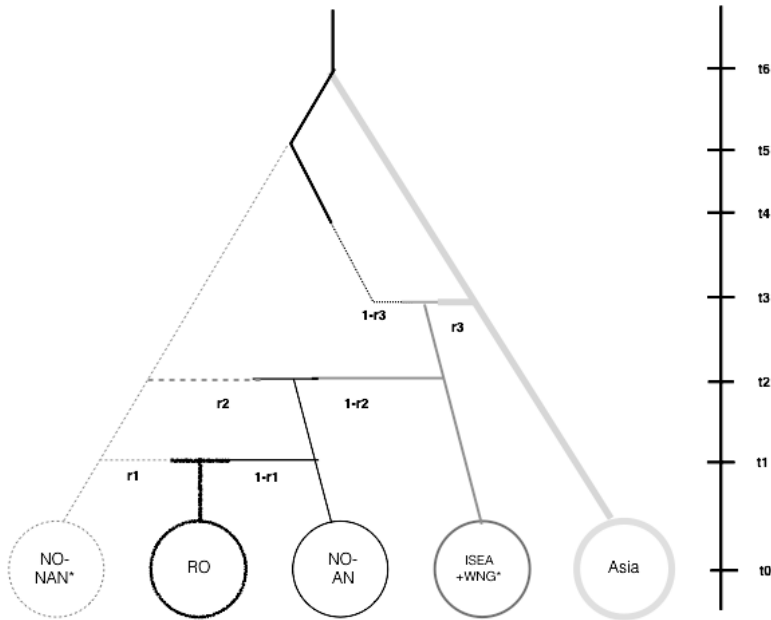 t6
t5
t4
t3
1-r3
r3
t2
r2
1-r2
t1
r1
1-r1
NO-
NAN*
RO
NO-
AN
ISEA
+WNG*
Asia
t0